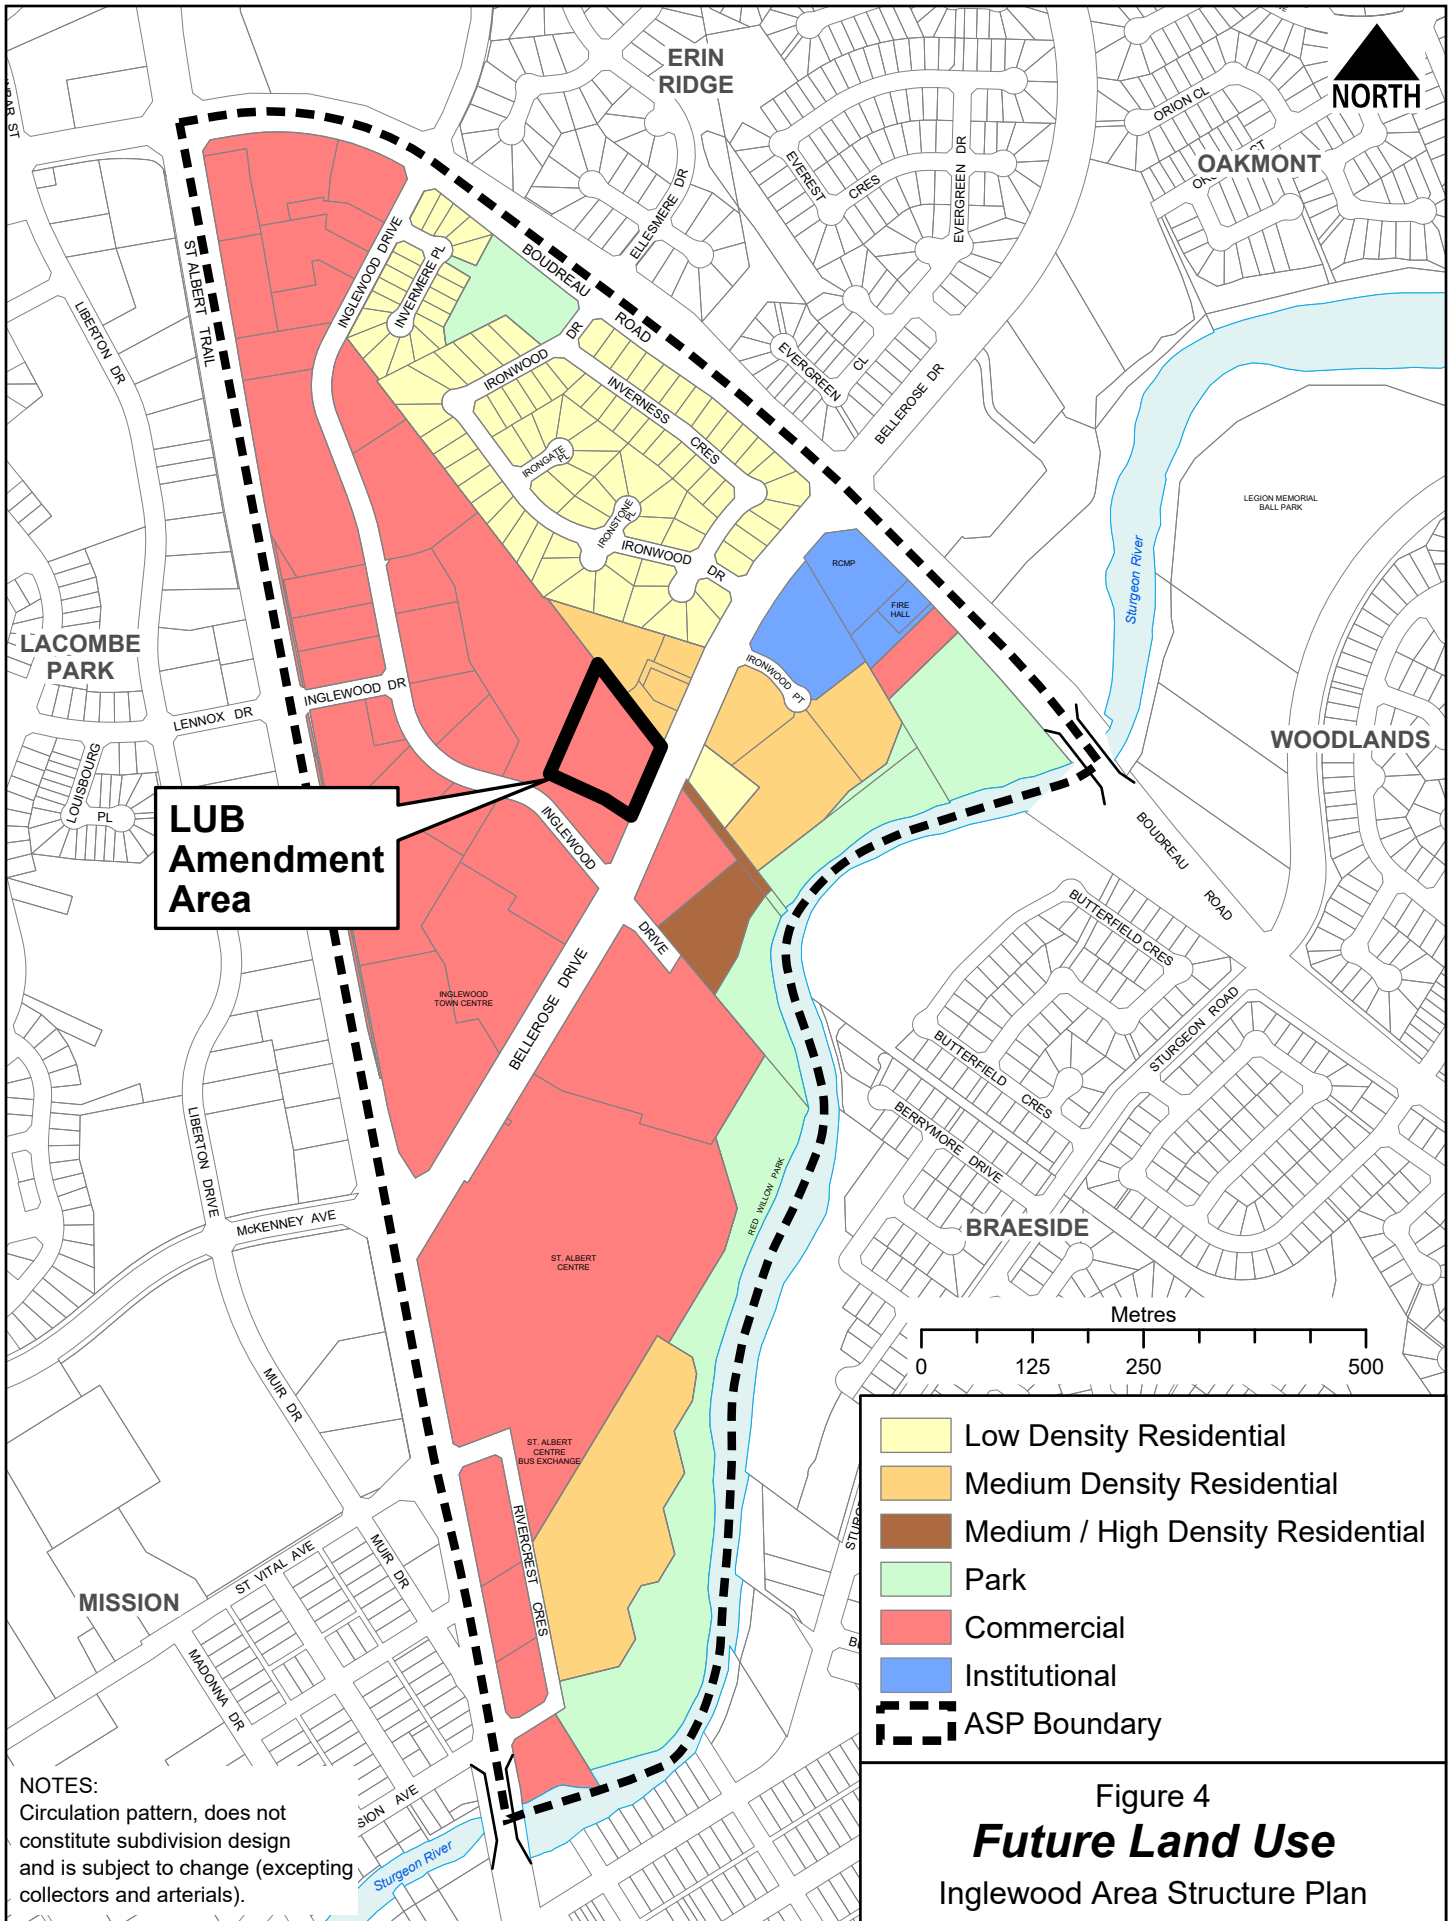 ERIN
RIDGE
NORTH
ORION CL
OAKMONT
EVEREST
CRES
EVERGREEN DR
ELLESMERE DR
ST ALBERT TRAIL
INGLEWOOD DRIVE
INVERMERE PL
BOUDREAU
ROAD
LIBERTON DR
IRONWOOD DR
INVERNESS
CRES
EVERGREEN
CL
BELLEROSE DR
IRONGATE
PL
IRONSTONE
PL
IRONWOOD DR
LEGION MEMORIAL
BALL PARK
Sturgeon River
RCMP
FIRE
HALL
LACOMBE
PARK
IRONWOOD PT
INGLEWOOD DR
LENNOX DR
WOODLANDS
LOUISBOURG
PL
LUB
Amendment
Area
INGLEWOOD
DRIVE
BOUDREAU
ROAD
BUTTERFIELD CRES
INGLEWOOD
TOWN CENTRE
BELLEROSE DRIVE
STURGEON ROAD
BUTTERFIELD
CRES
BERRYMORE DRIVE
LIBERTON DRIVE
RED WILLOW PARK
McKENNEY AVE
BRAESIDE
ST. ALBERT
CENTRE
Metres
0 125 250 500
MUIR DR
ST. ALBERT
CENTRE
BUS EXCHANGE
RIVERCREST CRES
MUIR DR
ST VITAL AVE
MISSION
MADONNA DR
Low Density Residential
Medium Density Residential
Medium / High Density Residential
Park
Commercial
Institutional
ASP Boundary
NOTES:
Circulation pattern, does not
constitute subdivision design
and is subject to change (excepting
collectors and arterials).
SION AVE
Sturgeon River
Figure 4
Future Land Use
Inglewood Area Structure Plan